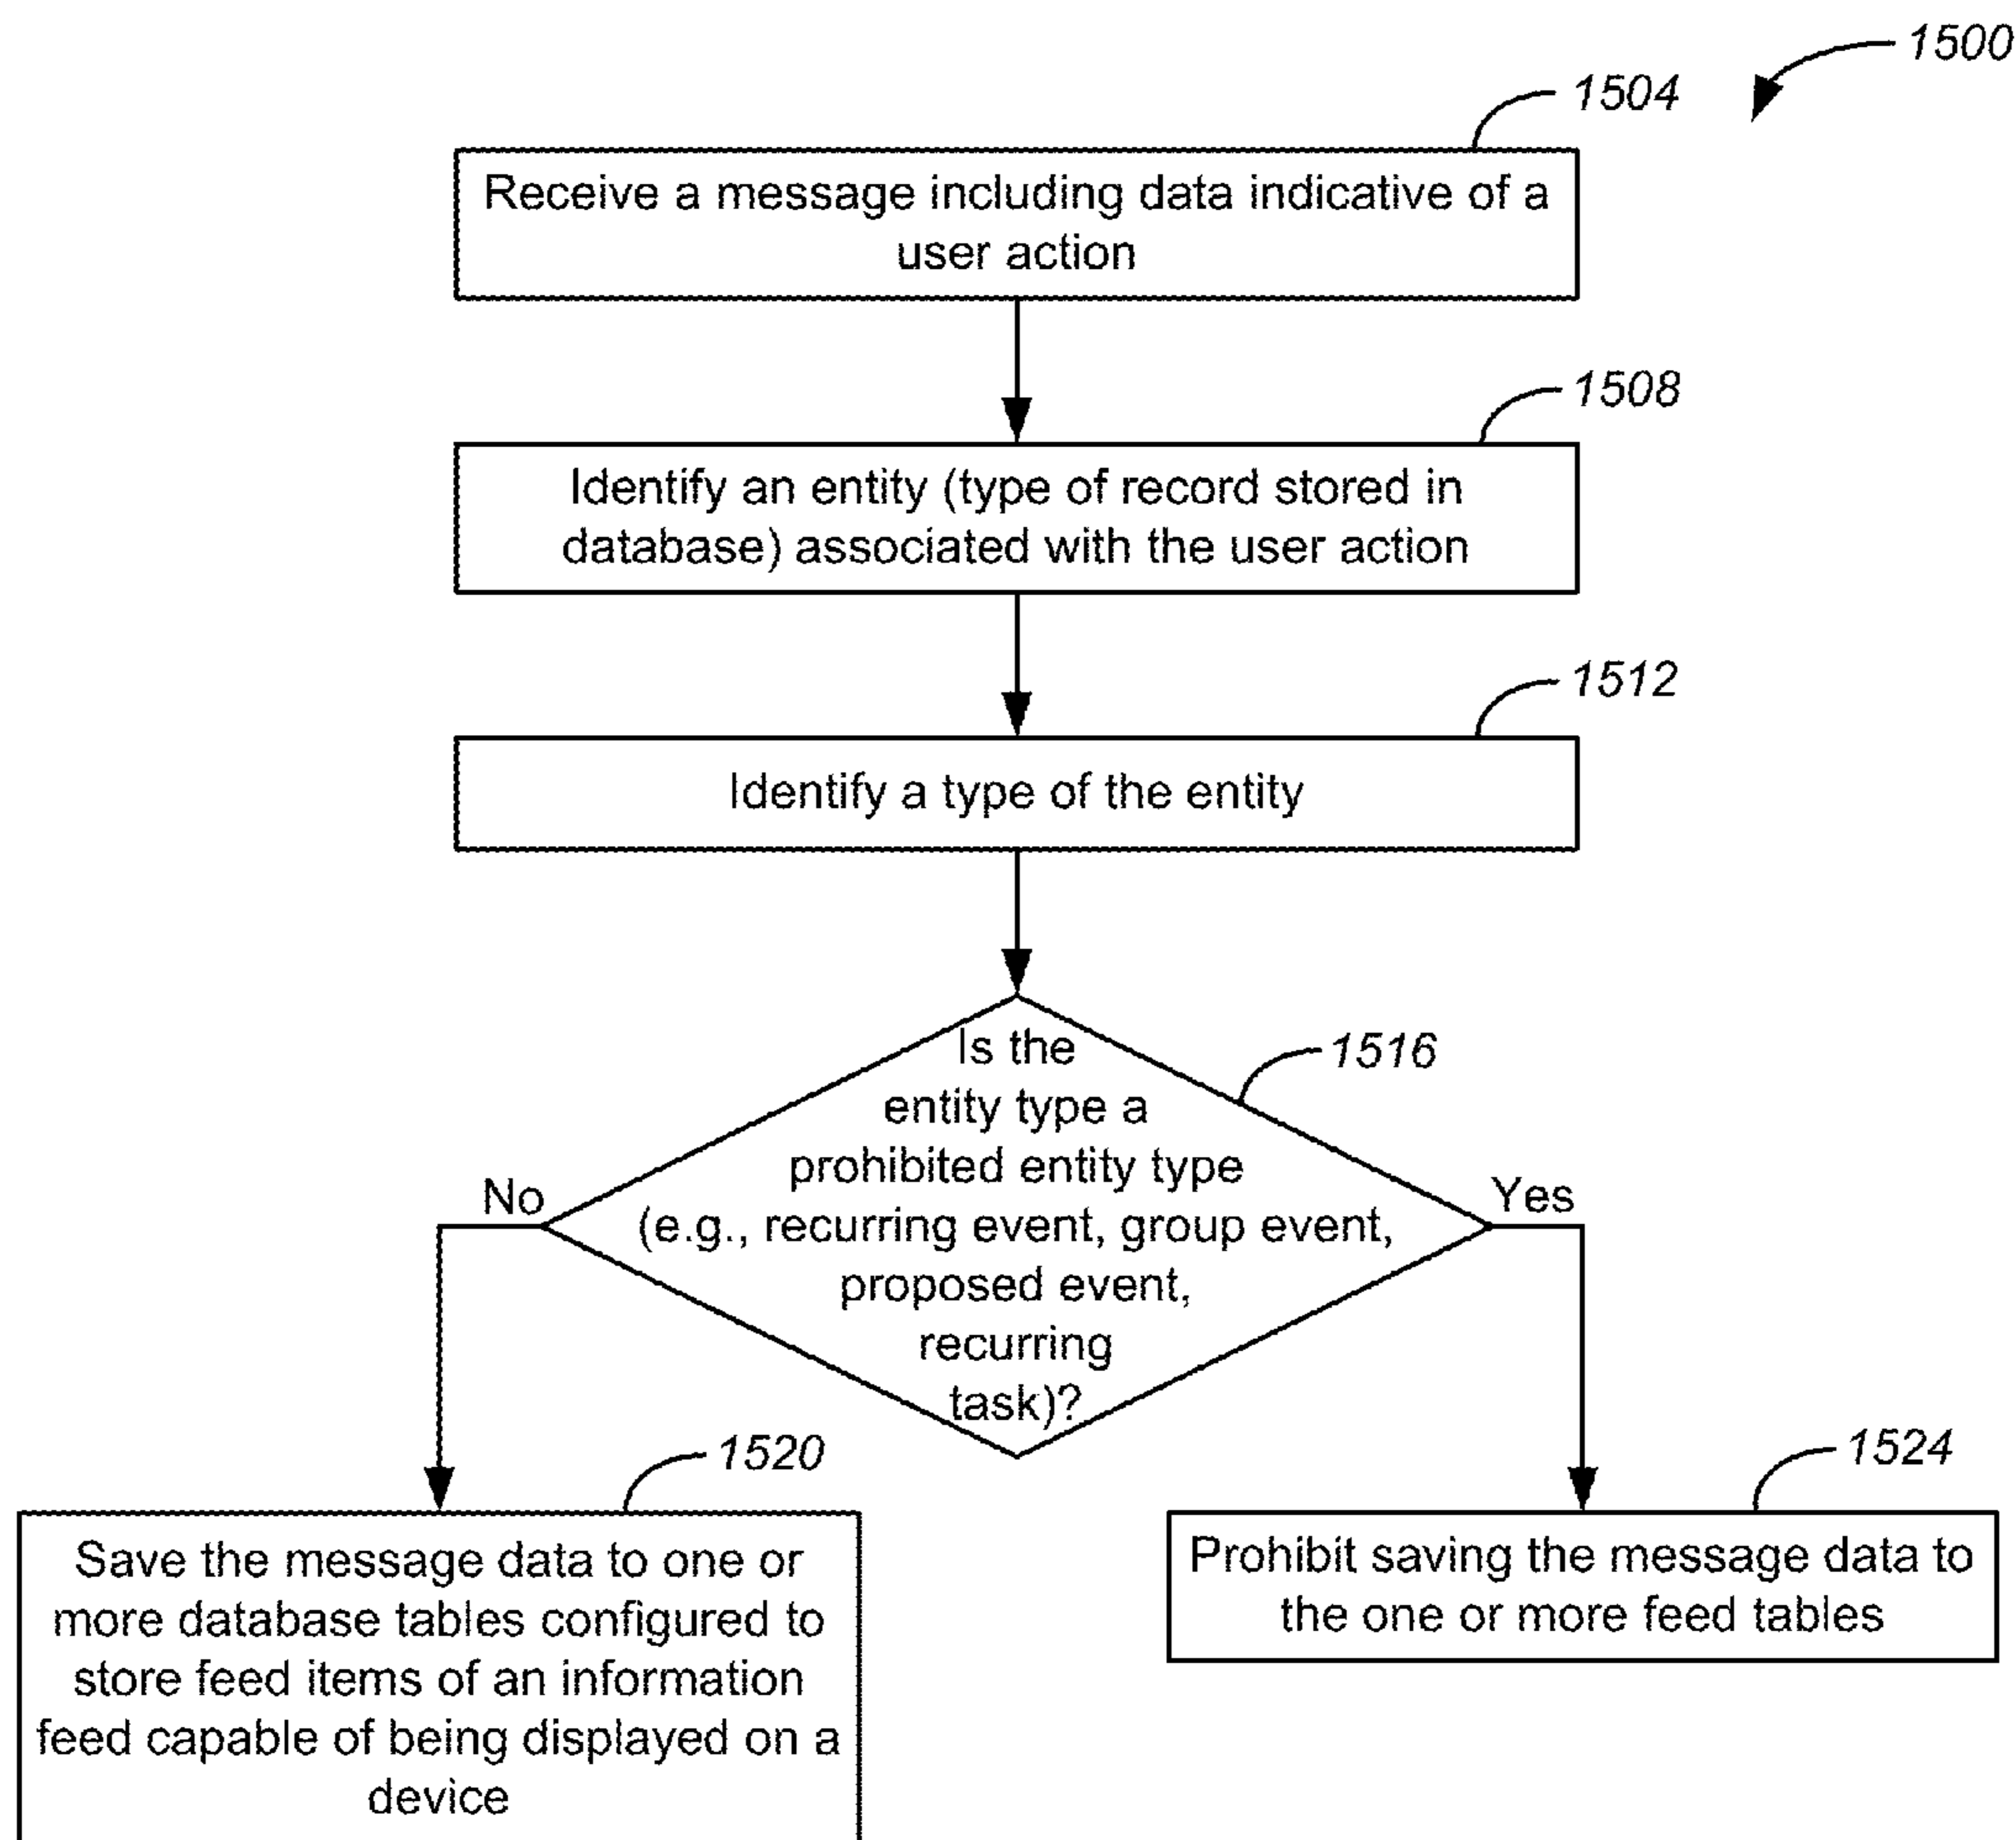 1500
1504
Receive a message including data indicative of a
user action
1508
Identify an entity (type of record stored in
database) associated with the user action
1512
Identify a type of the entity
1516
Is the
entity type a
prohibited entity type
(e.g., recurring event, group event,
proposed event,
recurring
task)?
No
Yes
1520
Save the message data to one or
more database tables configured to
store feed items of an information
feed capable of being displayed on a
device
1524
Prohibit saving the message data to
the one or more feed tables